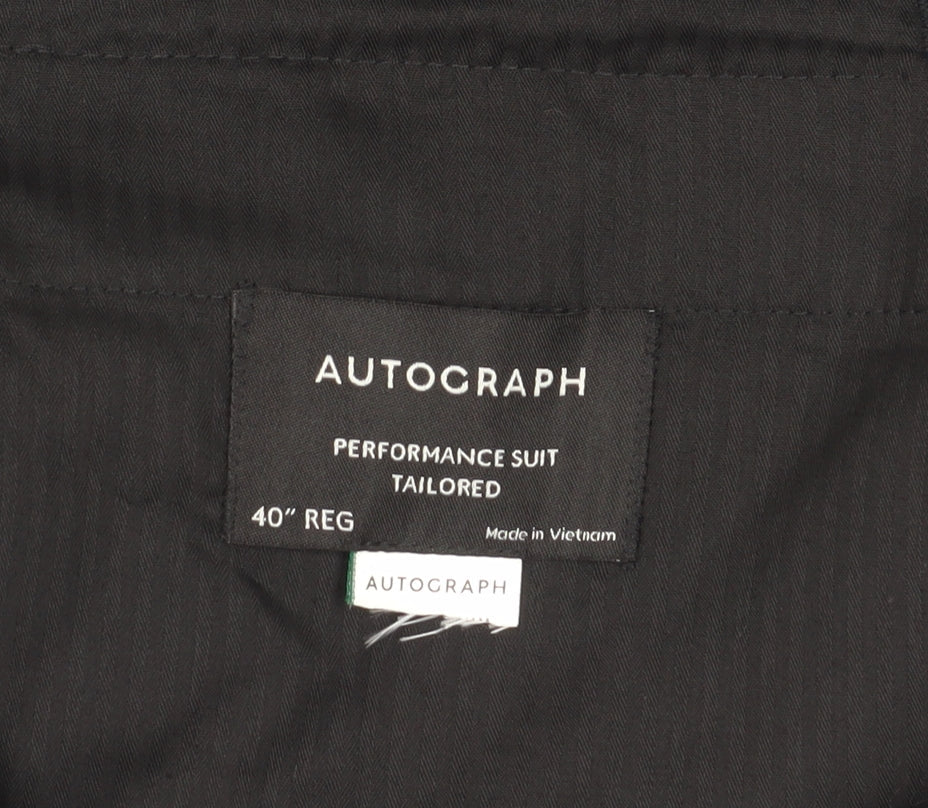 AUTOGRAPH
PERFORMANCE SUIT
TAILORED
40″ REG
Made in Vietnam
AUTOGRAPH